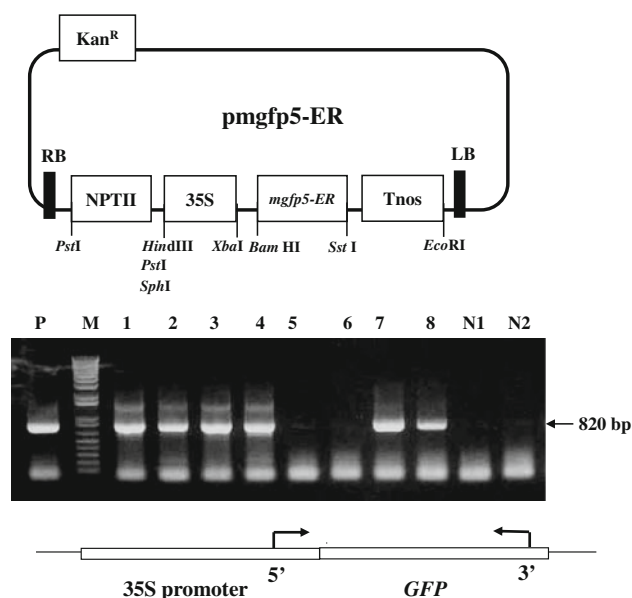 Kan^R
pmgfp5-ER
RB
LB
NPTII 35S mgfp5-ER Tnos
PstI HindIII XbaI Bam HI Sst I EcoRI
PstI
SphI
P M 1 2 3 4 5 6 7 8 N1 N2
820 bp
5’ 3’
35S promoter GFP